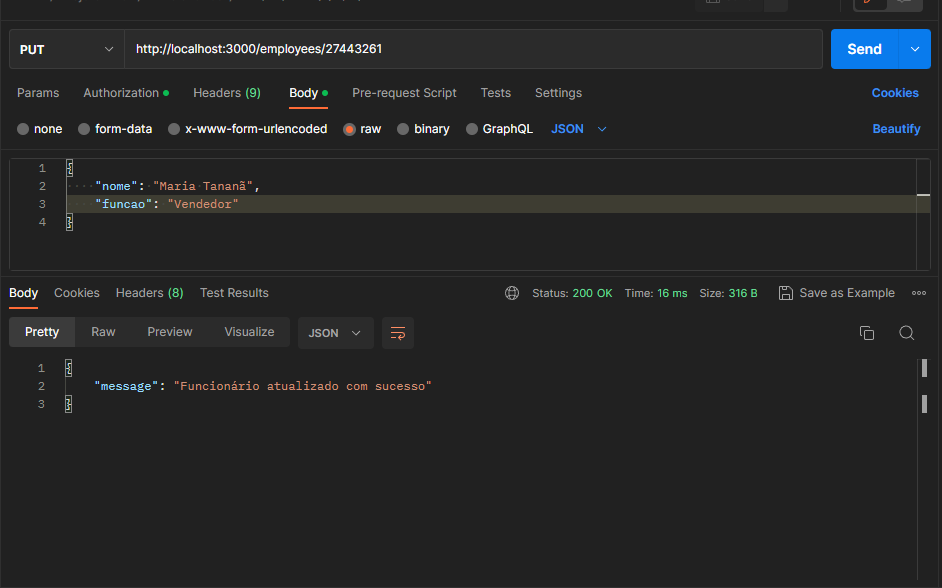 PUT http://localhost:3000/employees/27443261 Send
Params Authorization Headers (9) Body Pre-request Script Tests Settings Cookies
none form-data x-www-form-urlencoded raw binary GraphQL JSON Beautify
1 {
2 "nome": "Maria Tananã",
3 "funcao": "Vendedor"
4 }
Body Cookies Headers (8) Test Results Status: 200 OK Time: 16 ms Size: 316 B Save as Example
Pretty Raw Preview Visualize JSON
1 {
2 "message": "Funcionário atualizado com sucesso"
3 }